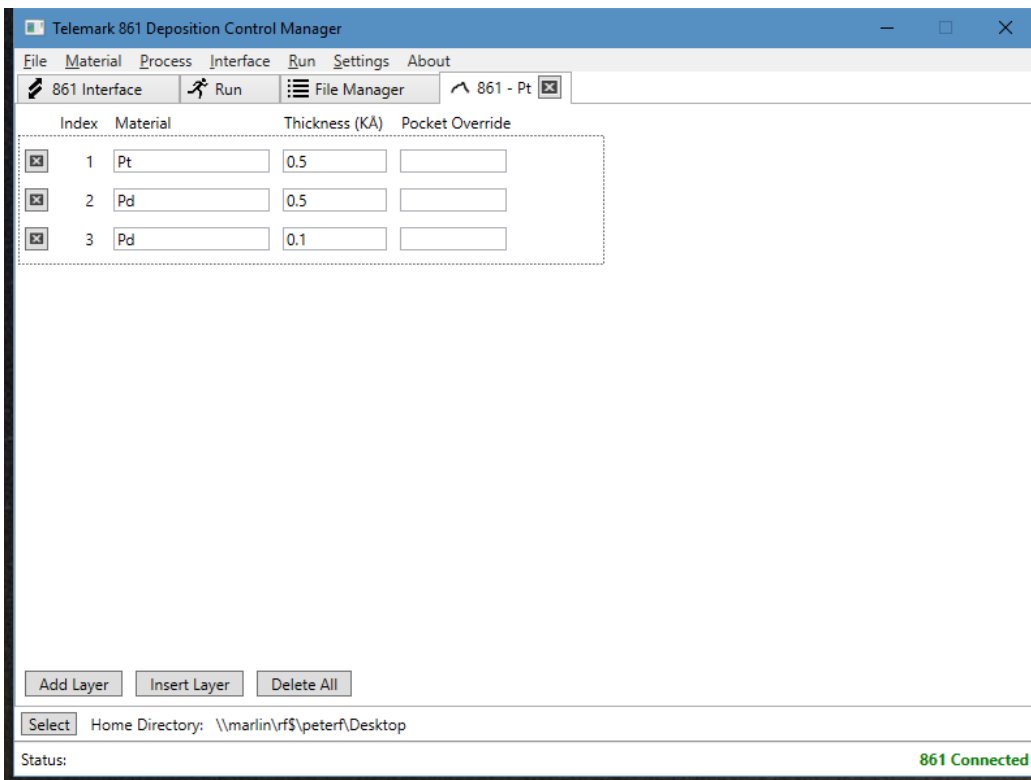 Telemark 861 Deposition Control Manager
File Material Process Interface Run Settings About
861 Interface Run File Manager 861 - Pt
Index Material Thickness (KÅ) Pocket Override
1 Pt 0.5
2 Pd 0.5
3 Pd 0.1
Add Layer Insert Layer Delete All
Select Home Directory: \\marlin\rf$\peterf\Desktop
Status: 861 Connected